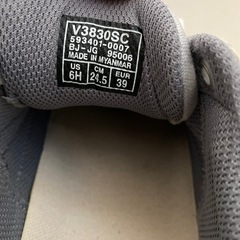 V3830SC
593401-0007
BJ-JG 95006
MADE IN MYANMAR
US CM EUR
6H 24.5 39